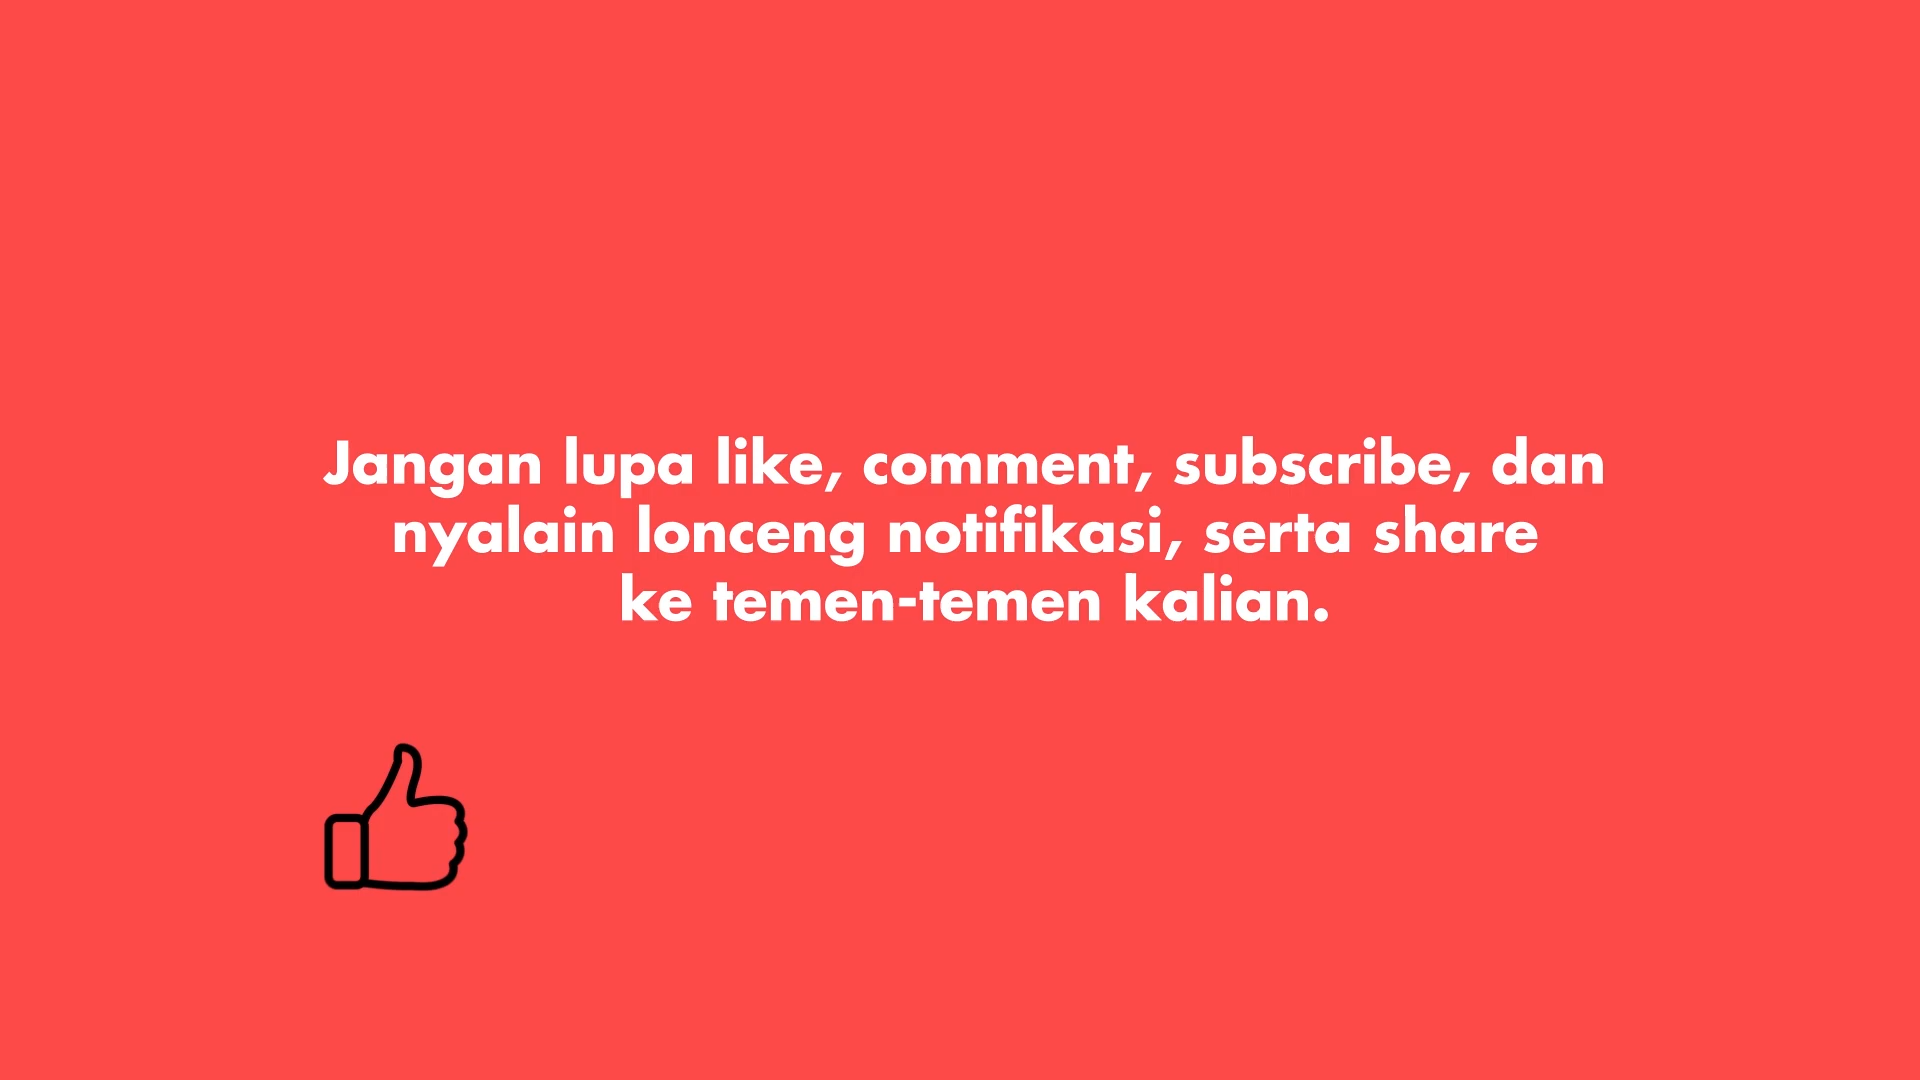 Jangan lupa like, comment, subscribe, dan
nyalain lonceng notifikasi, serta share
ke temen-temen kalian.